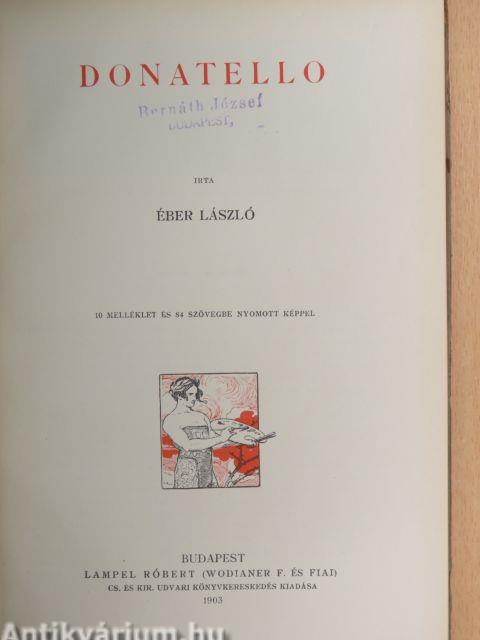 DONATELLO
Bernáth József
BUDAPEST,
IRTA
ÉBER LÁSZLÓ
10 MELLÉKLET ÉS 84 SZÖVEGBE NYOMOTT KÉPPEL
BUDAPEST
LAMPEL RÓBERT (WODIANER F. ÉS FIAI)
CS. ÉS KIR. UDVARI KÖNYVKERESKEDÉS KIADÁSA
1903
Antikvárium.hu